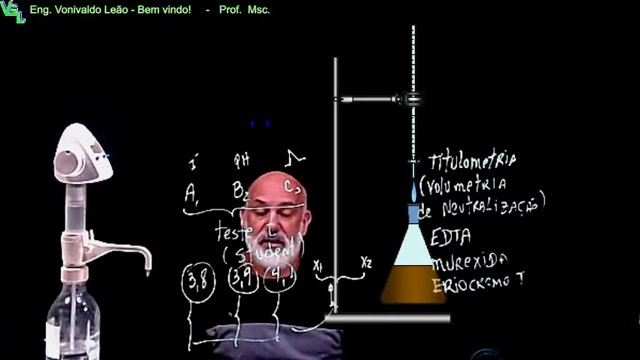 Eng. Vonivaldo Leão - Bem vindo! - Prof. Msc.
PH
A, B2 C3
teste t
(Student)
3,8 3,9 4,1
X1 X2
Titulometria
(volumetria
de Neutralização)
EDTA
MUREXIDA
ERIOCROMO T